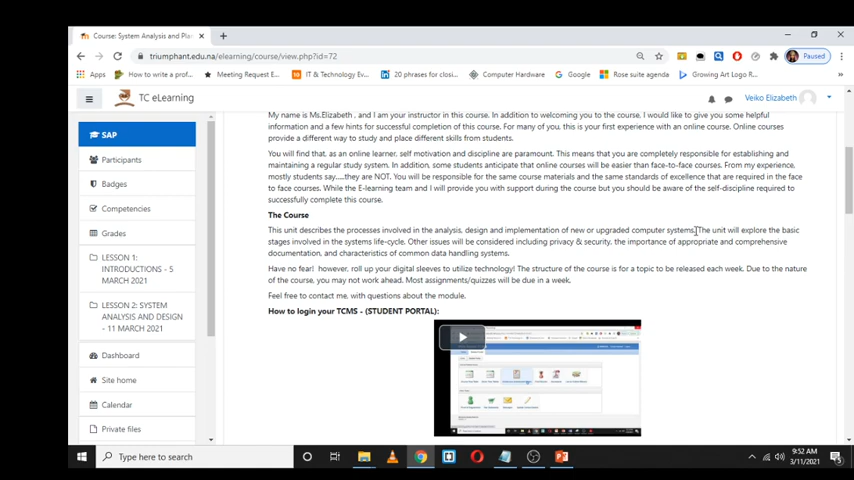 Course: System Analysis and Pla
triumphant.edu.na/elearning/course/view.php?id=72
Paused
Apps
How to write a prof...
Meeting Request E...
IT & Technology Ev...
20 phrases for closi...
Computer Hardware
Google
Rose suite agenda
Growing Art Logo R...
TC eLearning
Veiko Elizabeth
SAP
Participants
Badges
Competencies
Grades
LESSON 1:
INTRODUCTIONS - 5
MARCH 2021
LESSON 2: SYSTEM
ANALYSIS AND DESIGN
- 11 MARCH 2021
Dashboard
Site home
Calendar
Private files
My name is Ms.Elizabeth , and I am your instructor in this course. In addition to welcoming you to the course. I would like to give you some helpful
information and a few hints for successful completion of this course. For many of you, this is your first experience with an online course. Online courses
provide a different way to study and place different skills from students.
You will find that, as an online learner, self motivation and discipline are paramount. This means that you are completely responsible for establishing and
maintaining a regular study system. In addition, some students anticipate that online courses will be easier than face-to-face courses. From my experience,
mostly students say.....they are NOT. You will be responsible for the same course materials and the same standards of excellence that are required in the face
to face courses. While the E-learning team and I will provide you with support during the course but you should be aware of the self-discipline required to
successfully complete this course.
The Course
This unit describes the processes involved in the analysis, design and implementation of new or upgraded computer systems. The unit will explore the basic
stages involved in the systems life-cycle. Other issues will be considered including privacy & security, the importance of appropriate and comprehensive
documentation, and characteristics of common data handling systems.
Have no fear! however, roll up your digital sleeves to utilize technology! The structure of the course is for a topic to be released each week. Due to the nature
of the course, you may not work ahead. Most assignments/quizzes will be due in a week.
Feel free to contact me, with questions about the module.
How to login your TCMS - (STUDENT PORTAL):
Type here to search
9:52 AM
3/11/2021